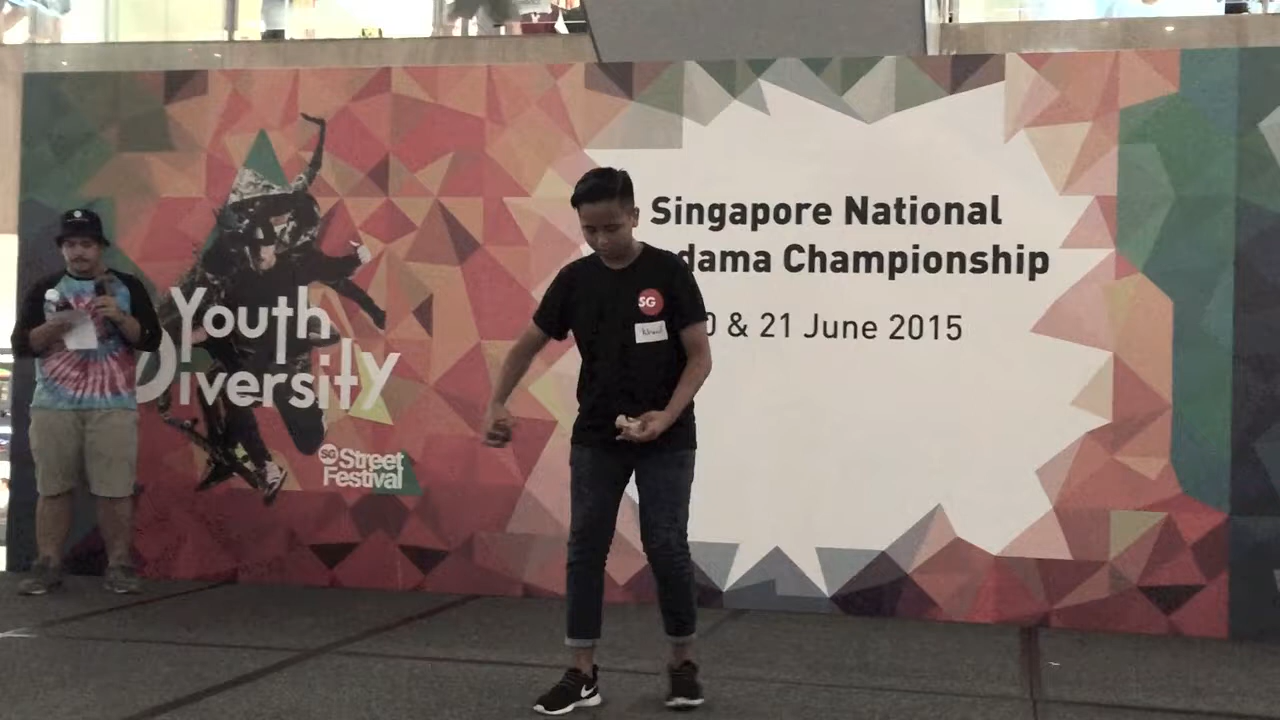 Singapore National
dama Championship
0 & 21 June 2015
Youth
Diversity
SG Street
Festival
SG